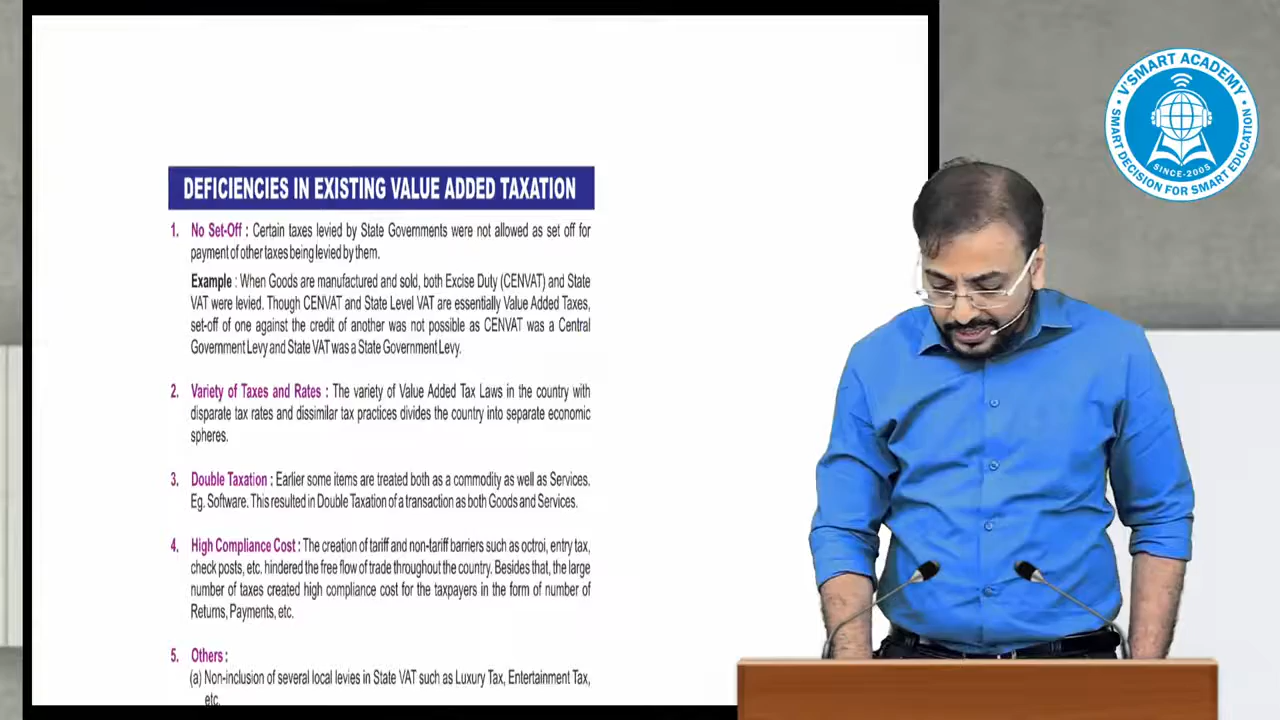 DEFICIENCIES IN EXISTING VALUE ADDED TAXATION
1. No Set-Off : Certain taxes levied by State Governments were not allowed as set off for
payment of other taxes being levied by them.
Example : When Goods are manufactured and sold, both Excise Duty (CENVAT) and State
VAT were levied. Though CENVAT and State Level VAT are essentially Value Added Taxes,
set-off of one against the credit of another was not possible as CENVAT was a Central
Government Levy and State VAT was a State Government Levy.
2. Variety of Taxes and Rates : The variety of Value Added Tax Laws in the country with
disparate tax rates and dissimilar tax practices divides the country into separate economic
spheres.
3. Double Taxation : Earlier some items are treated both as a commodity as well as Services.
Eg. Software. This resulted in Double Taxation of a transaction as both Goods and Services.
4. High Compliance Cost : The creation of tariff and non-tariff barriers such as octroi, entry tax,
check posts, etc. hindered the free flow of trade throughout the country. Besides that, the large
number of taxes created high compliance cost for the taxpayers in the form of number of
Returns, Payments, etc.
5. Others :
(a) Non-inclusion of several local levies in State VAT such as Luxury Tax, Entertainment Tax,
etc.
V'SMART ACADEMY
SINCE-2005
SMART DECISION FOR SMART EDUCATION